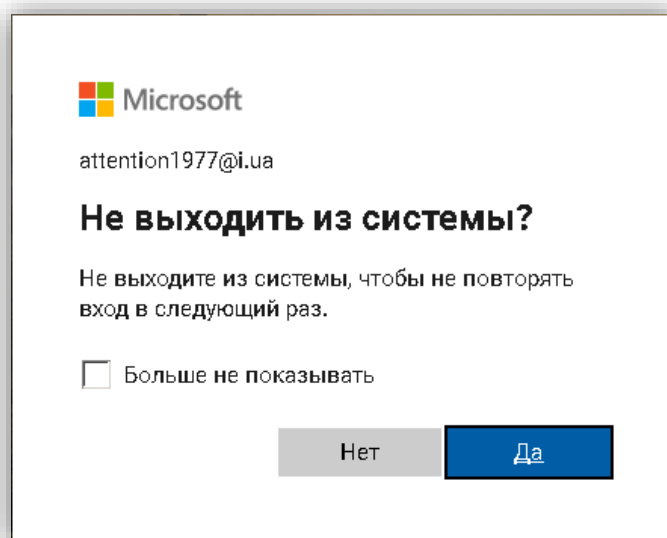 Microsoft
attention1977@i.ua
Не выходить из системы?
Не выходите из системы, чтобы не повторять
вход в следующий раз.
Больше не показывать
Нет
Да